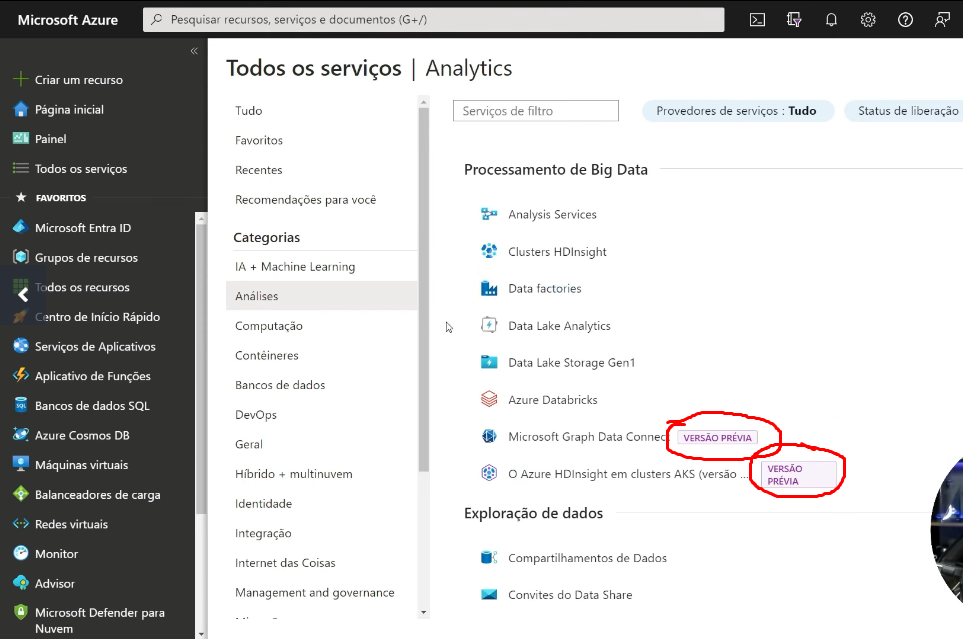 Microsoft Azure
Pesquisar recursos, serviços e documentos (G+/)
Criar um recurso
Página inicial
Painel
Todos os serviços
FAVORITOS
Microsoft Entra ID
Grupos de recursos
Todos os recursos
Centro de Início Rápido
Serviços de Aplicativos
Aplicativo de Funções
Bancos de dados SQL
Azure Cosmos DB
Máquinas virtuais
Balanceadores de carga
Redes virtuais
Monitor
Advisor
Microsoft Defender para
Nuvem
Todos os serviços | Analytics
Tudo
Favoritos
Recentes
Recomendações para você
Categorias
IA + Machine Learning
Análises
Computação
Contêineres
Bancos de dados
DevOps
Geral
Híbrido + multinuvem
Identidade
Integração
Internet das Coisas
Management and governance
Serviços de filtro
Provedores de serviços : Tudo
Status de liberação
Processamento de Big Data
Analysis Services
Clusters HDInsight
Data factories
Data Lake Analytics
Data Lake Storage Gen1
Azure Databricks
Microsoft Graph Data Connec VERSÃO PRÉVIA
O Azure HDInsight em clusters AKS (versão ... VERSÃO
PRÉVIA
Exploração de dados
Compartilhamentos de Dados
Convites do Data Share